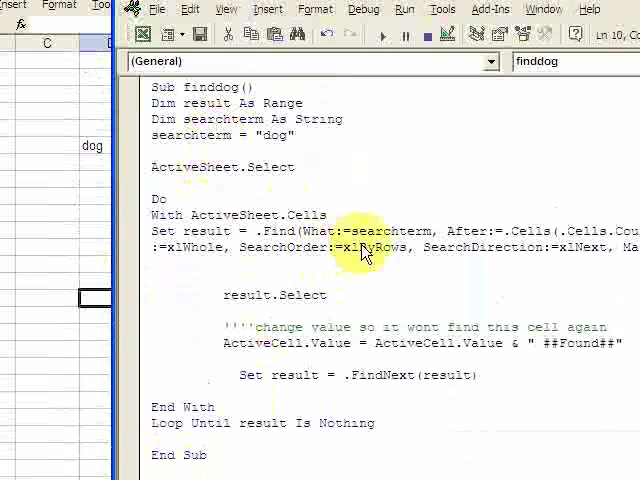 Insert Format
File Edit View Insert Format Debug Run Tools Add-Ins Window Help
fx
Ln 10,
(General) finddog
C
dog
Sub finddog()
Dim result As Range
Dim searchterm As String
searchterm = "dog"
ActiveSheet.Select
Do
With ActiveSheet.Cells
Set result = .Find(What:=searchterm, After:=.Cells(.Cells.Cou
:=xlWhole, SearchOrder:=xlByRows, SearchDirection:=xlNext, Ma
result.Select
''''change value so it wont find this cell again
ActiveCell.Value = ActiveCell.Value & " ##Found##"
Set result = .FindNext(result)
End With
Loop Until result Is Nothing
End Sub